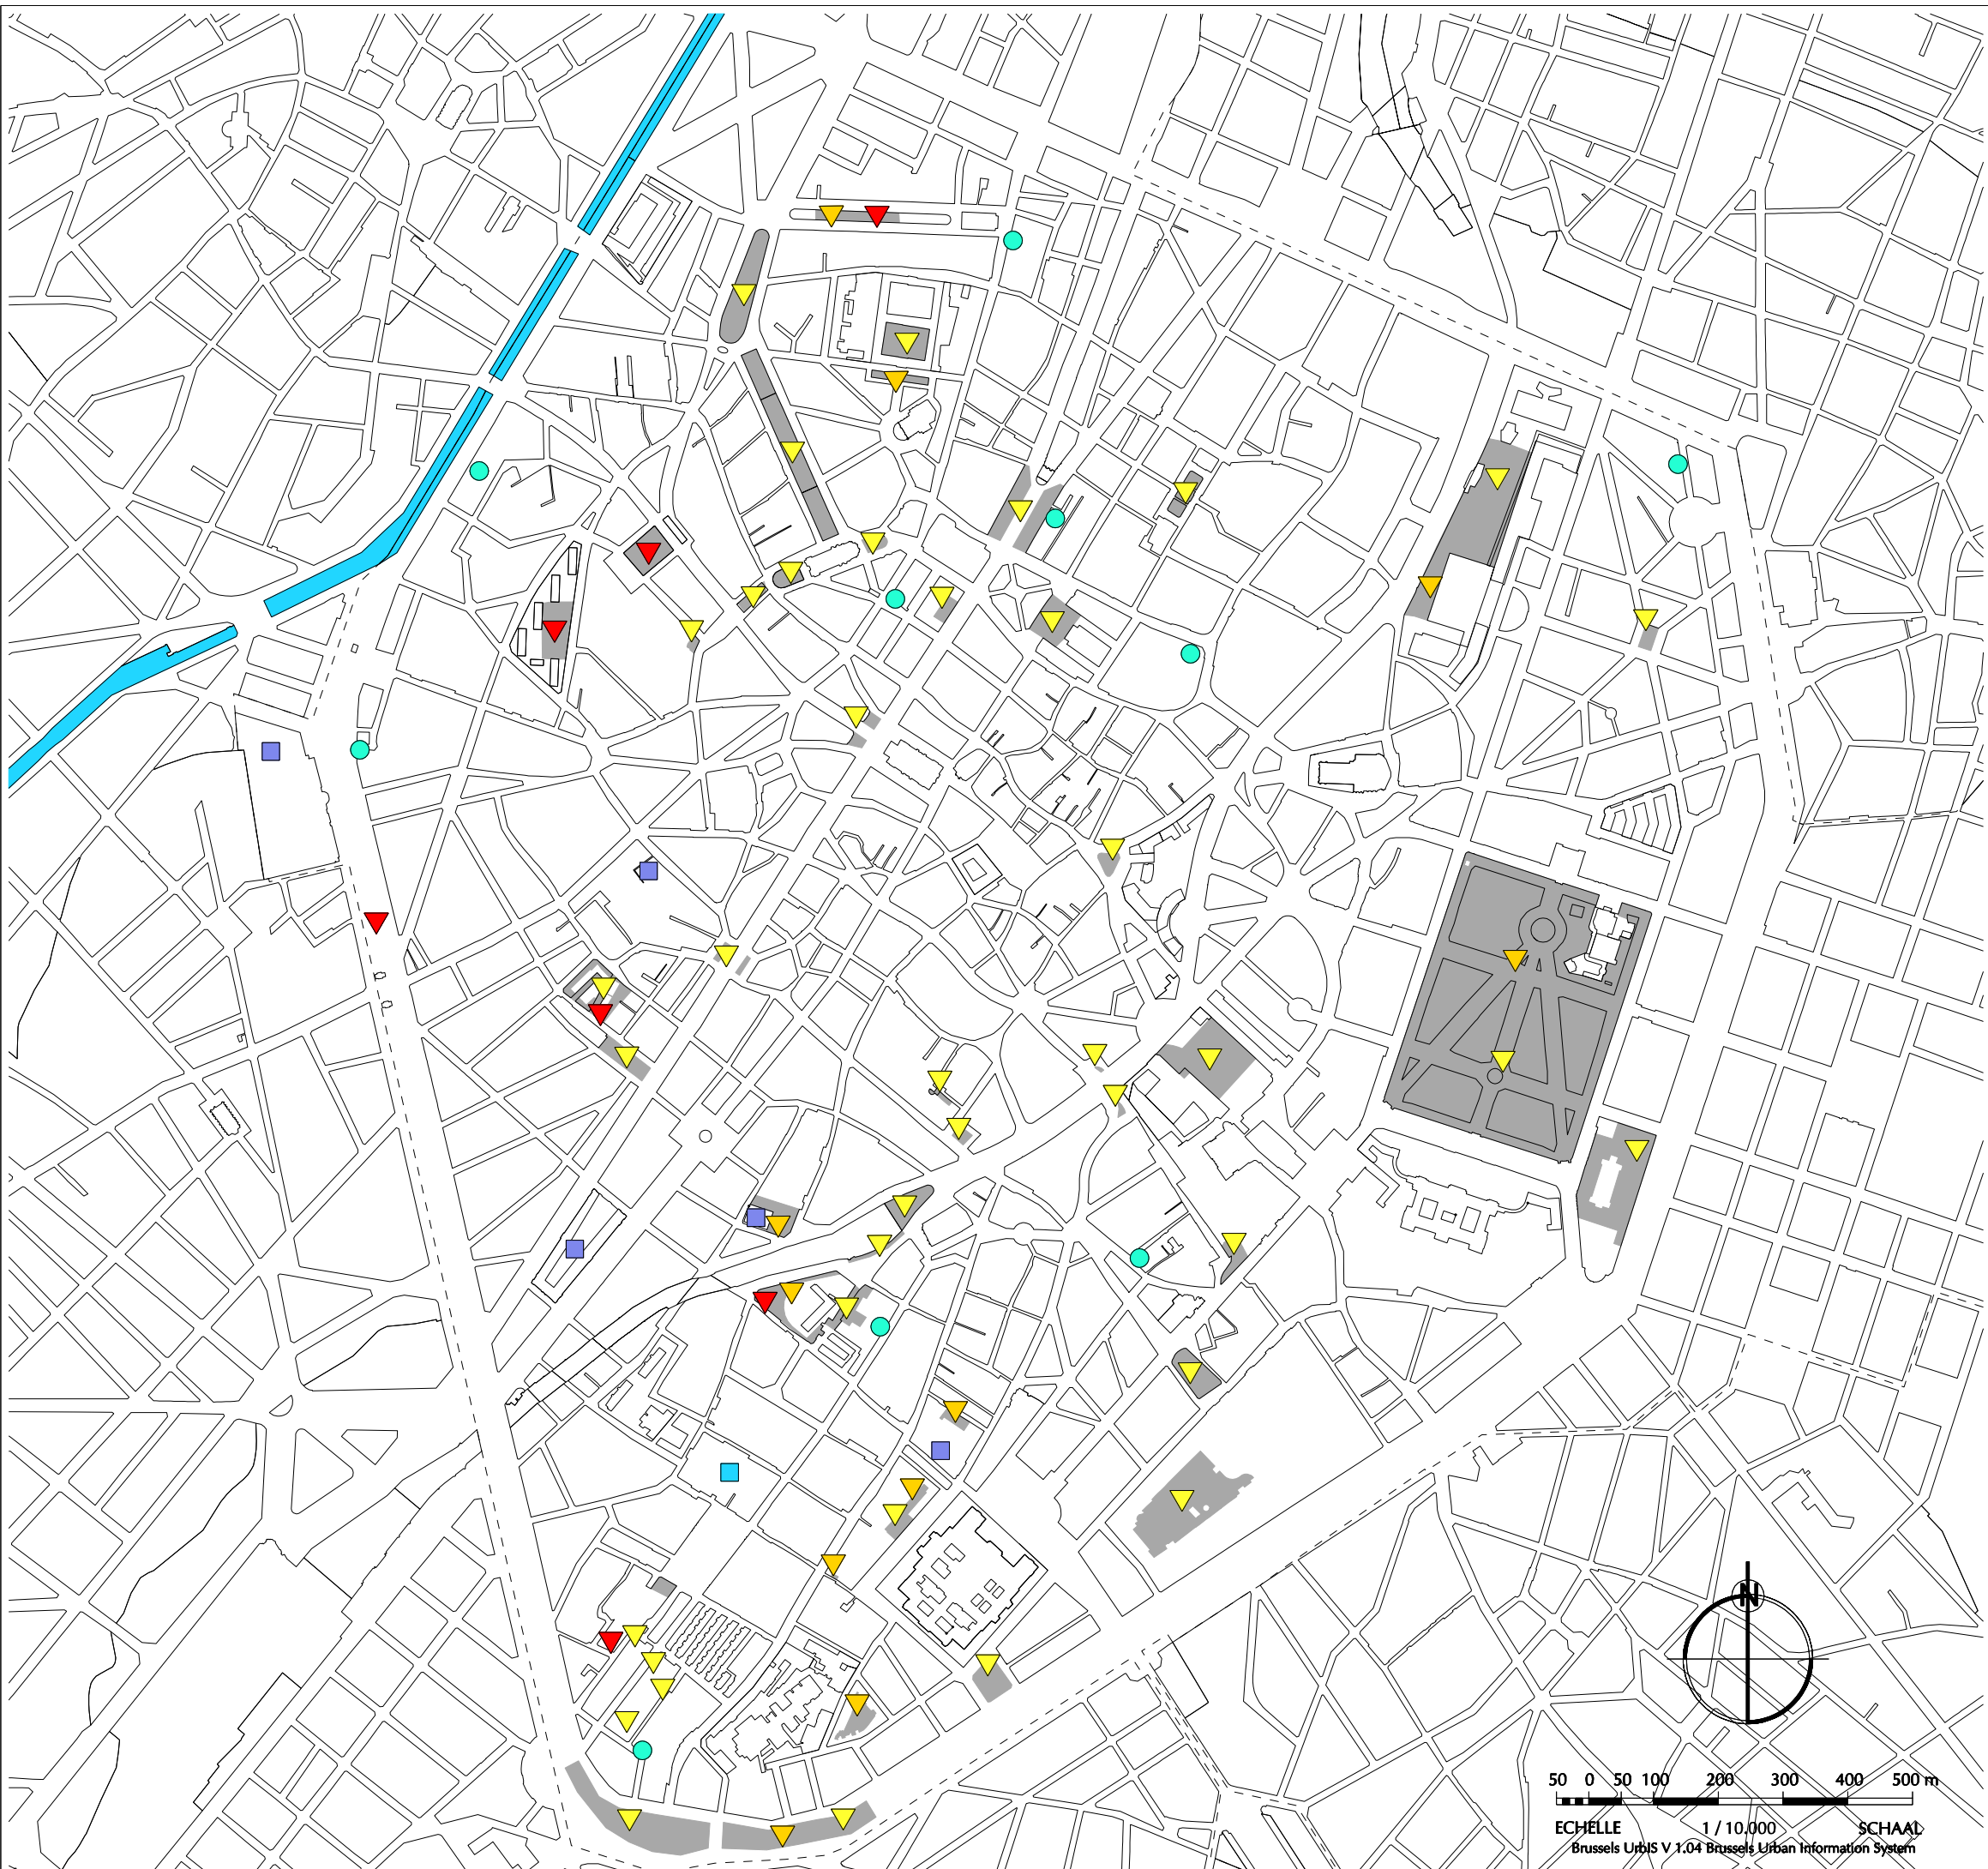 N
50 0 50 100 200 300 400 500 m
ECHELLE 1 / 10.000 SCHAAL
Brussels UrbIS V 1.04 Brussels Urban Information System